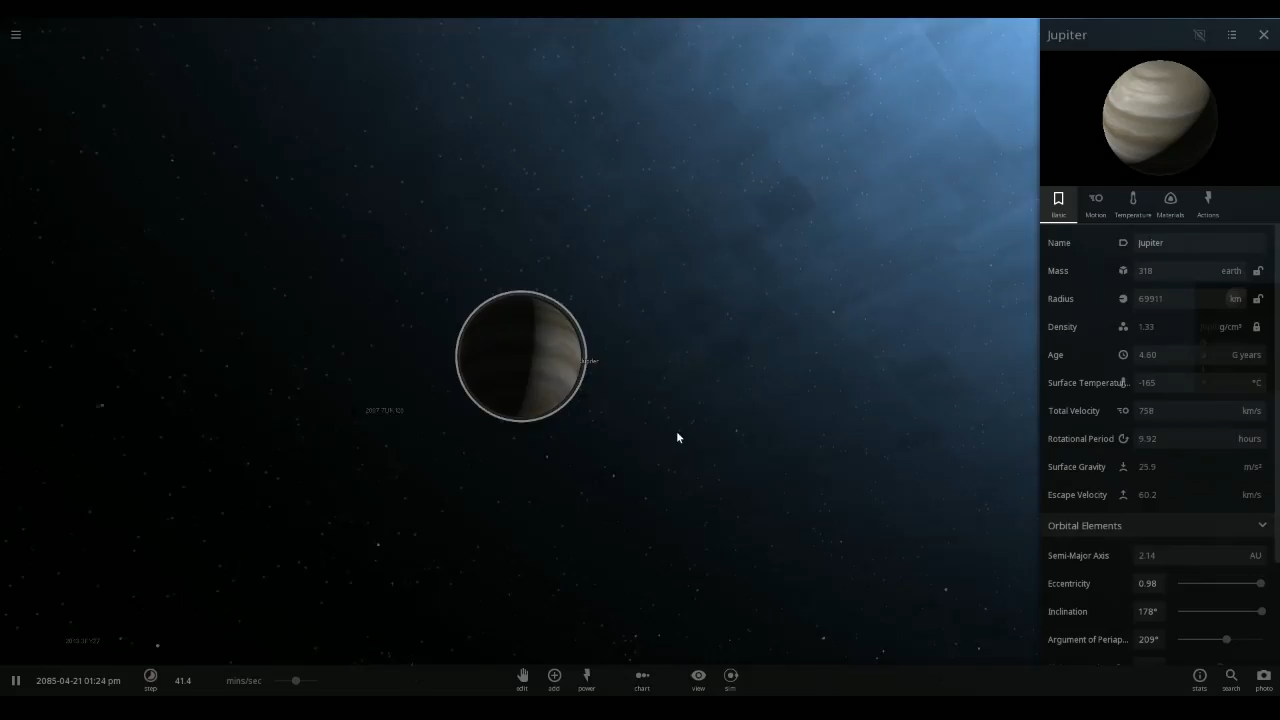 Jupiter
Basic Motion Temperature Materials Actions
Name Jupiter
Mass 318 earth
Radius 69911 km
Density 1.33 g/cm³
Age 4.60 G years
Surface Temperatu... -165 °C
Total Velocity 758 km/s
Rotational Period 9.92 hours
Surface Gravity 25.9 m/s²
Escape Velocity 60.2 km/s
Orbital Elements
Semi-Major Axis 2.14 AU
Eccentricity 0.98
Inclination 178°
Argument of Periap... 209°
Jupiter
2085-04-21 01:24 pm step 41.4 mins/sec edit add power chart view sim stats search photo